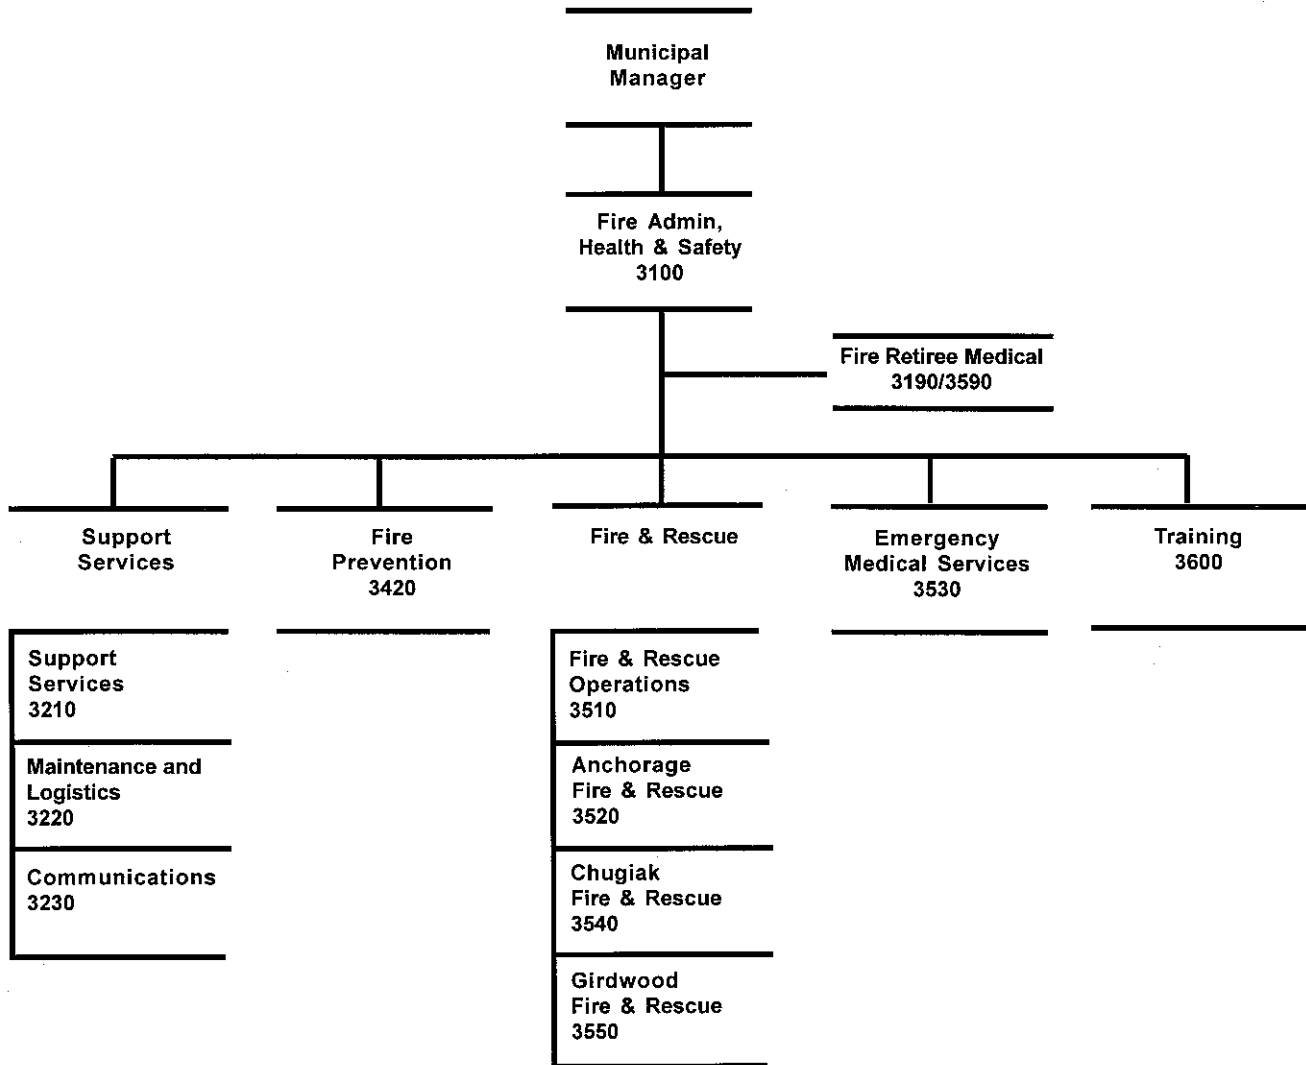 Municipal
Manager
Fire Admin,
Health & Safety
3100
Fire Retiree Medical
3190/3590
Support
Services
Fire
Prevention
3420
Fire & Rescue
Emergency
Medical Services
3530
Training
3600
Support
Services
3210
Maintenance and
Logistics
3220
Communications
3230
Fire & Rescue
Operations
3510
Anchorage
Fire & Rescue
3520
Chugiak
Fire & Rescue
3540
Girdwood
Fire & Rescue
3550